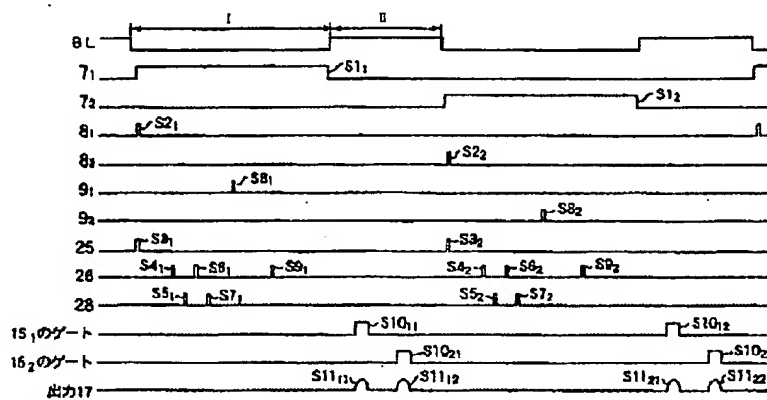 I II
BL
7₁ S1₁
7₂ S1₂
8₁ S2₁
8₂ S2₂
9₁ S8₁
9₂ S8₂
25 S3₁ S3₂
26 S4₁ S6₁ S9₁ S4₂ S6₂ S9₂
28 S5₁ S7₁ S5₂ S7₂
15₁のゲート S10₁₁ S10₁₂
16₂のゲート S10₂₁ S10₂
出力17 S11₁₁ S11₁₂ S11₂₁ S11₂₂